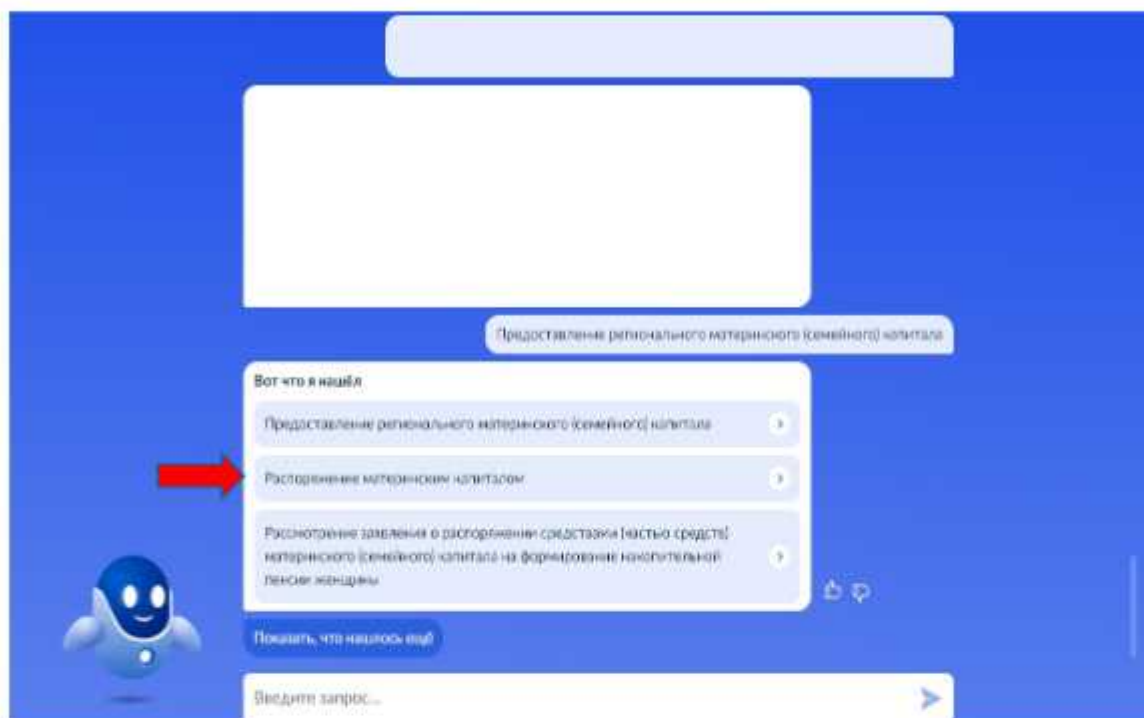 Предоставление регионального материнского (семейного) капитала
Вот что я нашёл
Предоставление регионального материнского (семейного) капитала
Распоряжение материнским капиталом
Рассмотрение заявления о распоряжении средствами (частью средств)
материнского (семейного) капитала на формирование накопительной
пенсии женщины
Показать, что нашлось ещё
Введите запрос...